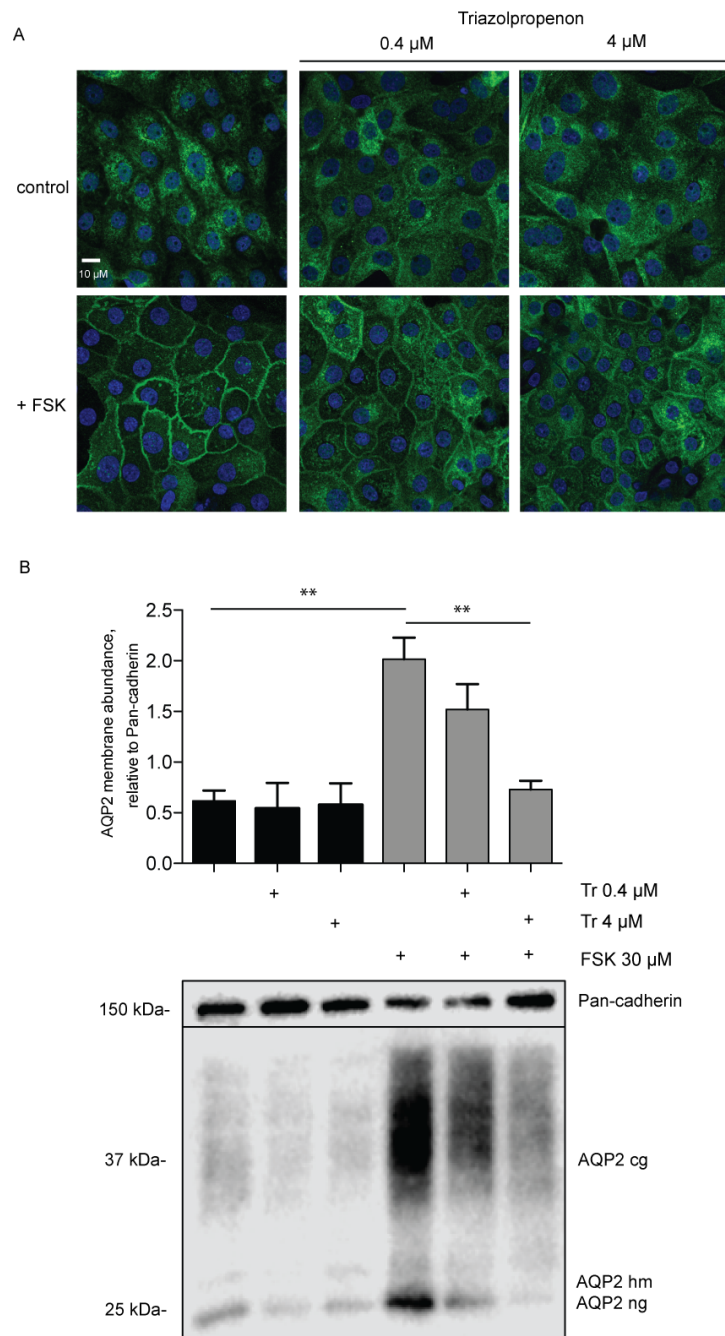 A
Triazolpropenon
0.4 µM
4 µM
control
10 µM
+ FSK
B
**
**
AQP2 membrane abundance,
relative to Pan-cadherin
2.5
2.0
1.5
1.0
0.5
0.0
+ + Tr 0.4 µM
+ + Tr 4 µM
+ + + FSK 30 µM
150 kDa- Pan-cadherin
37 kDa- AQP2 cg
AQP2 hm
25 kDa- AQP2 ng